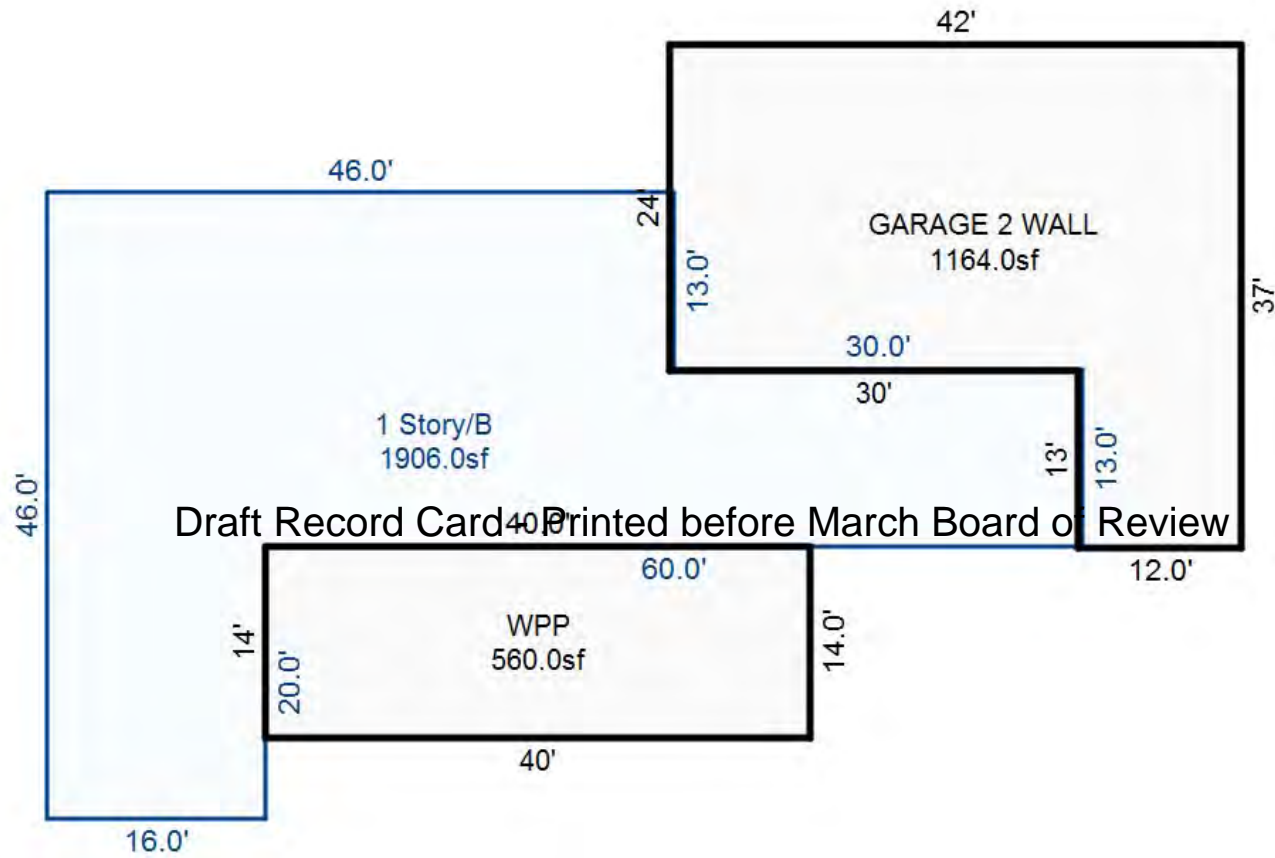 42'
46.0'
24'
GARAGE 2 WALL
1164.0sf
13.0'
37'
30.0'
30'
1 Story/B
1906.0sf
13'
13.0'
46.0'
Draft Record Card - Printed before March Board of Review
40.0'
60.0'
12.0'
WPP
560.0sf
14'
14.0'
20.0'
40'
16.0'